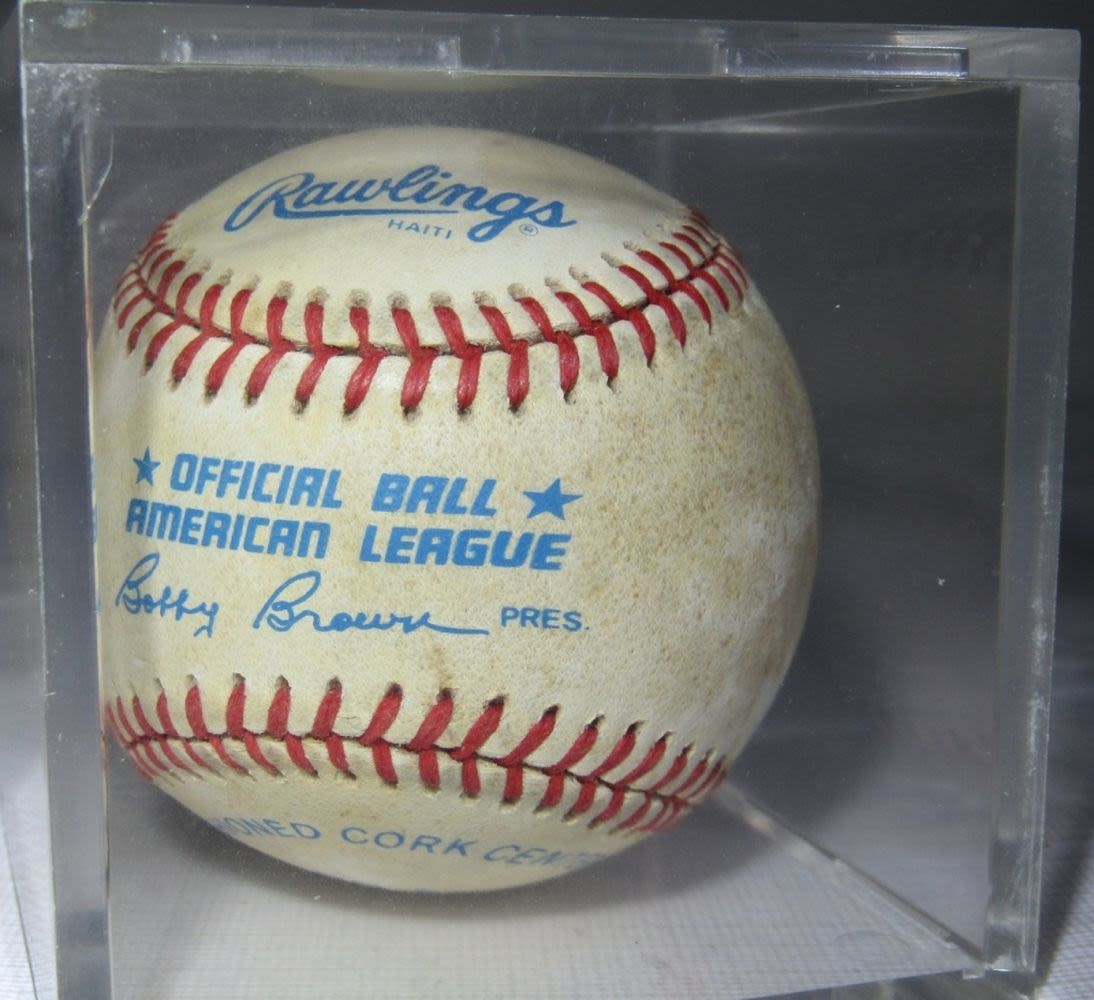 Rawlings
HAITI ®
★ OFFICIAL BALL ★
AMERICAN LEAGUE
Bobby Brown PRES.
CORK